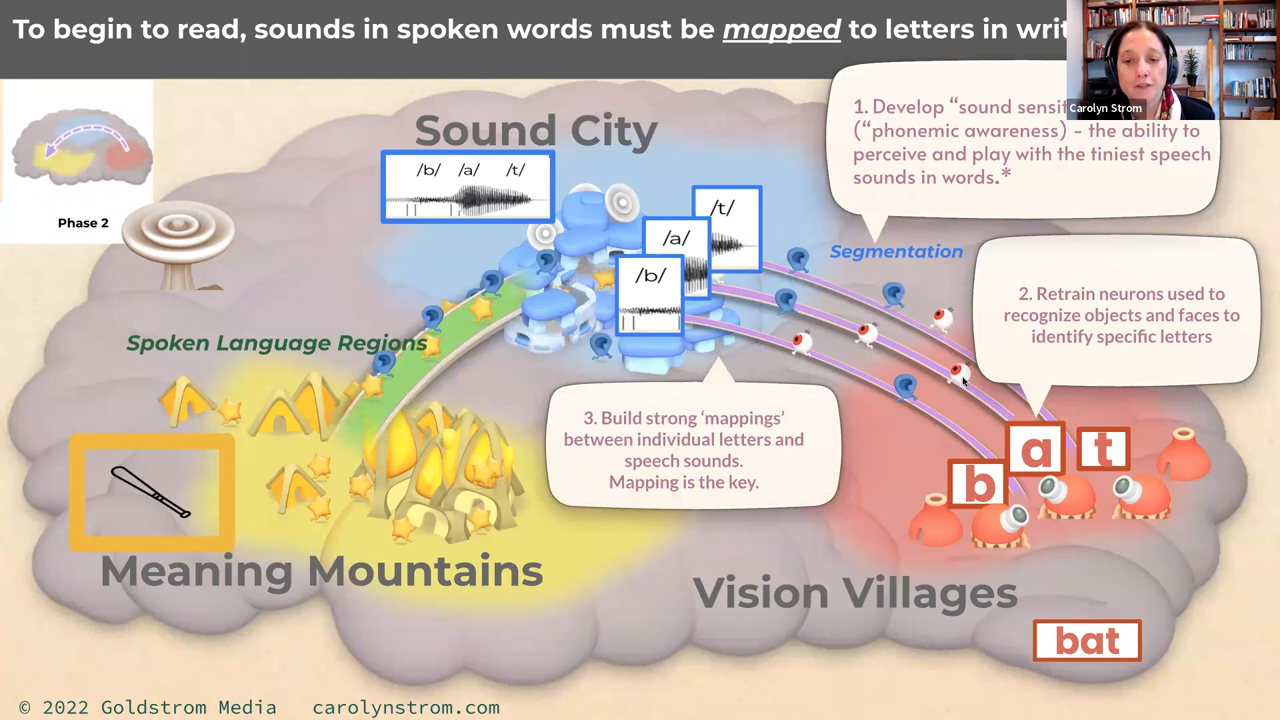 To begin to read, sounds in spoken words must be mapped to letters in
Carolyn Strom
Sound City
1. Develop “sound
(“phonemic awareness) - the ability to
perceive and play with the tiniest speech
sounds in words.*
/b/ /a/ /t/
/t/
/a/
/b/
Phase 2
Segmentation
2. Retrain neurons used to
recognize objects and faces to
identify specific letters
Spoken Language Regions
3. Build strong ‘mappings’
between individual letters and
speech sounds.
Mapping is the key.
b
a
t
Meaning Mountains
Vision Villages
bat
© 2022 Goldstrom Media carolynstrom.com